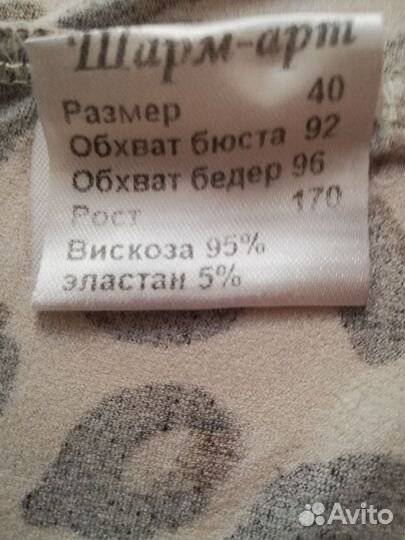 Шарм-арт
Размер 40
Обхват бюста 92
Обхват бедер 96
Рост 170
Вискоза 95%
эластан 5%
Avito